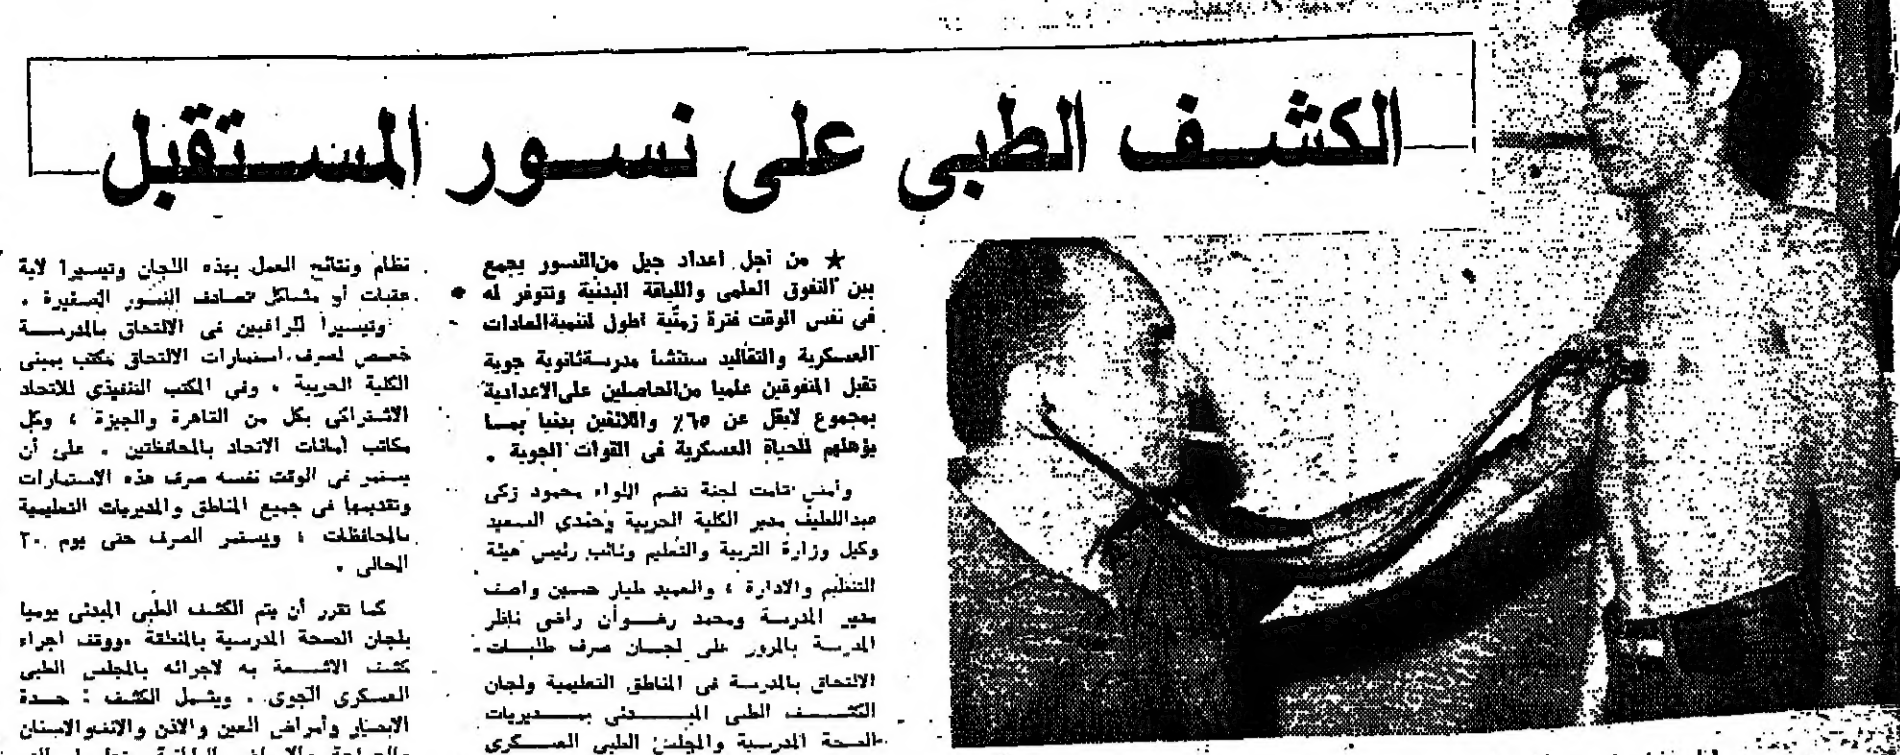 الكشف الطبى على نسور المستقبل
★ من أجل اعداد جيل من النسور يجمع
بين التفوق العلمى واللياقة البدنية وتتوفر له
فى نفس الوقت فترة زمنية أطول لتنمية العادات
العسكرية والتقاليد ستنشأ مدرسة ثانوية جوية
تقبل المتفوقين علميا من الحاصلين على الاعدادية
بمجموع لايقل عن ٦٥٪ واللائقين بدنيا بما
يؤهلهم للحياة العسكرية فى القوات الجوية .
وأمس قامت لجنة تضم اللواء محمود زكى
عبداللطيف مدير الكلية الحربية وحمدى السعيد
وكيل وزارة التربية والتعليم ونائب رئيس هيئة
التنظيم والادارة ، والعميد طيار حسين واصف
مدير المدرسة ومحمد رضوان راضى ناظر
المدرسة بالمرور على لجان صرف طلبات
الالتحاق بالمدرسة فى المناطق التعليمية ولجان
الكشف الطبى المبدئى بمديريات
الصحة المدرسية والمجلس الطبى العسكرى
نظام ونتائج العمل بهذه اللجان وتيسيرا لاية
عقبات أو مشاكل تصادف النسور الصغيرة .
وتيسيرا للراغبين فى الالتحاق بالمدرسة
خصص لصرف استمارات الالتحاق مكتب بمبنى
الكلية الحربية ، وفى المكتب التنفيذى للاتحاد
الاشتراكى بكل من القاهرة والجيزة ، وكل
مكاتب أمانات الاتحاد بالمحافظتين . على أن
يستمر فى الوقت نفسه صرف هذه الاستمارات
وتقديمها فى جميع المناطق والمديريات التعليمية
بالمحافظات ، ويستمر الصرف حتى يوم ٢٠
الحالى .
كما تقرر أن يتم الكشف الطبى المبدئى يوميا
بلجان الصحة المدرسية بالمنطقة ووقف اجراء
كشف الاشعة به لاجرائه بالمجلس الطبى
العسكرى الجوى . ويشمل الكشف : حدة
الابصار وأمراض العين والاذن والانف والاسنان